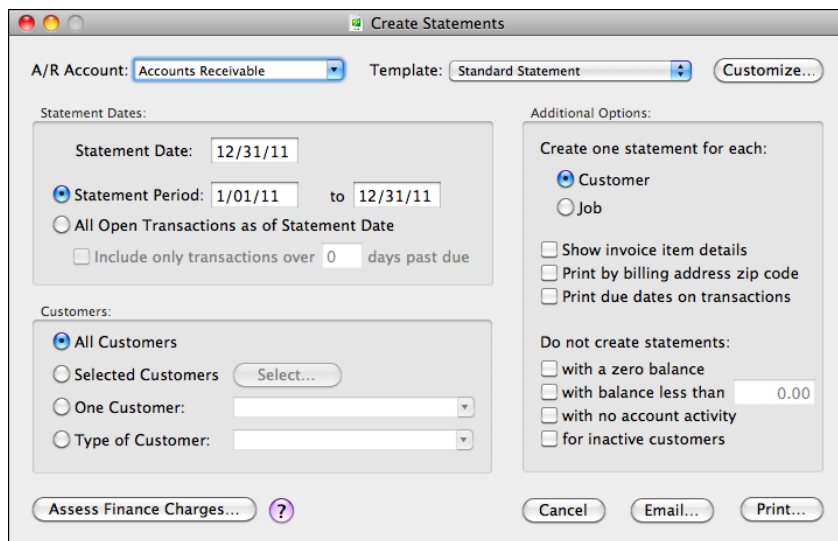 Create Statements
A/R Account: Accounts Receivable Template: Standard Statement Customize...
Statement Dates:
Statement Date: 12/31/11
Statement Period: 1/01/11 to 12/31/11
All Open Transactions as of Statement Date
Include only transactions over 0 days past due
Customers:
All Customers
Selected Customers Select...
One Customer:
Type of Customer:
Additional Options:
Create one statement for each:
Customer
Job
Show invoice item details
Print by billing address zip code
Print due dates on transactions
Do not create statements:
with a zero balance
with balance less than 0.00
with no account activity
for inactive customers
Assess Finance Charges... ? Cancel Email... Print...